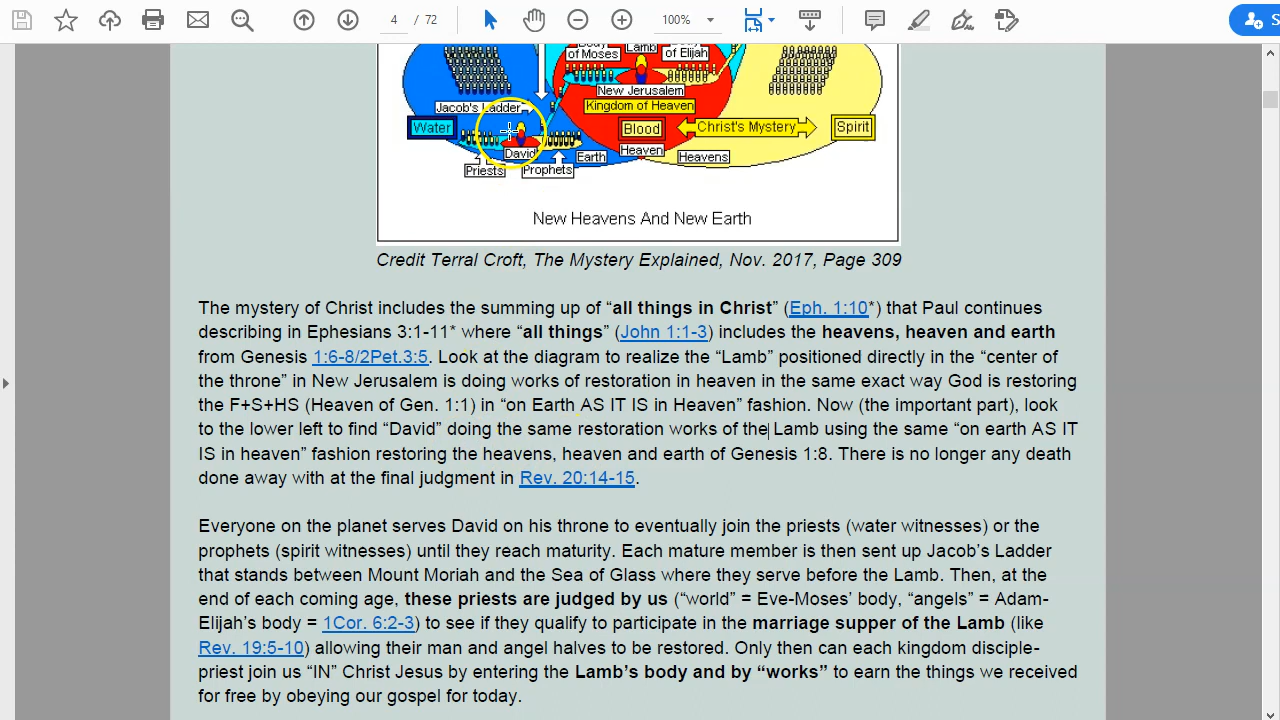 4 / 72
100%
S
of Moses
Lamb
of Elijah
New Jerusalem
Jacob's Ladder
Kingdom of Heaven
Water
Blood
Christ's Mystery
Spirit
David
Earth
Heaven
Heavens
Priests
Prophets
New Heavens And New Earth
Credit Terral Croft, The Mystery Explained, Nov. 2017, Page 309
The mystery of Christ includes the summing up of “all things in Christ” (Eph. 1:10*) that Paul continues
describing in Ephesians 3:1-11* where “all things” (John 1:1-3) includes the heavens, heaven and earth
from Genesis 1:6-8/2Pet.3:5. Look at the diagram to realize the “Lamb” positioned directly in the “center of
the throne” in New Jerusalem is doing works of restoration in heaven in the same exact way God is restoring
the F+S+HS (Heaven of Gen. 1:1) in “on Earth AS IT IS in Heaven” fashion. Now (the important part), look
to the lower left to find “David” doing the same restoration works of the Lamb using the same “on earth AS IT
IS in heaven” fashion restoring the heavens, heaven and earth of Genesis 1:8. There is no longer any death
done away with at the final judgment in Rev. 20:14-15.
Everyone on the planet serves David on his throne to eventually join the priests (water witnesses) or the
prophets (spirit witnesses) until they reach maturity. Each mature member is then sent up Jacob’s Ladder
that stands between Mount Moriah and the Sea of Glass where they serve before the Lamb. Then, at the
end of each coming age, these priests are judged by us (“world” = Eve-Moses’ body, “angels” = Adam-
Elijah’s body = 1Cor. 6:2-3) to see if they qualify to participate in the marriage supper of the Lamb (like
Rev. 19:5-10) allowing their man and angel halves to be restored. Only then can each kingdom disciple-
priest join us “IN” Christ Jesus by entering the Lamb’s body and by “works” to earn the things we received
for free by obeying our gospel for today.